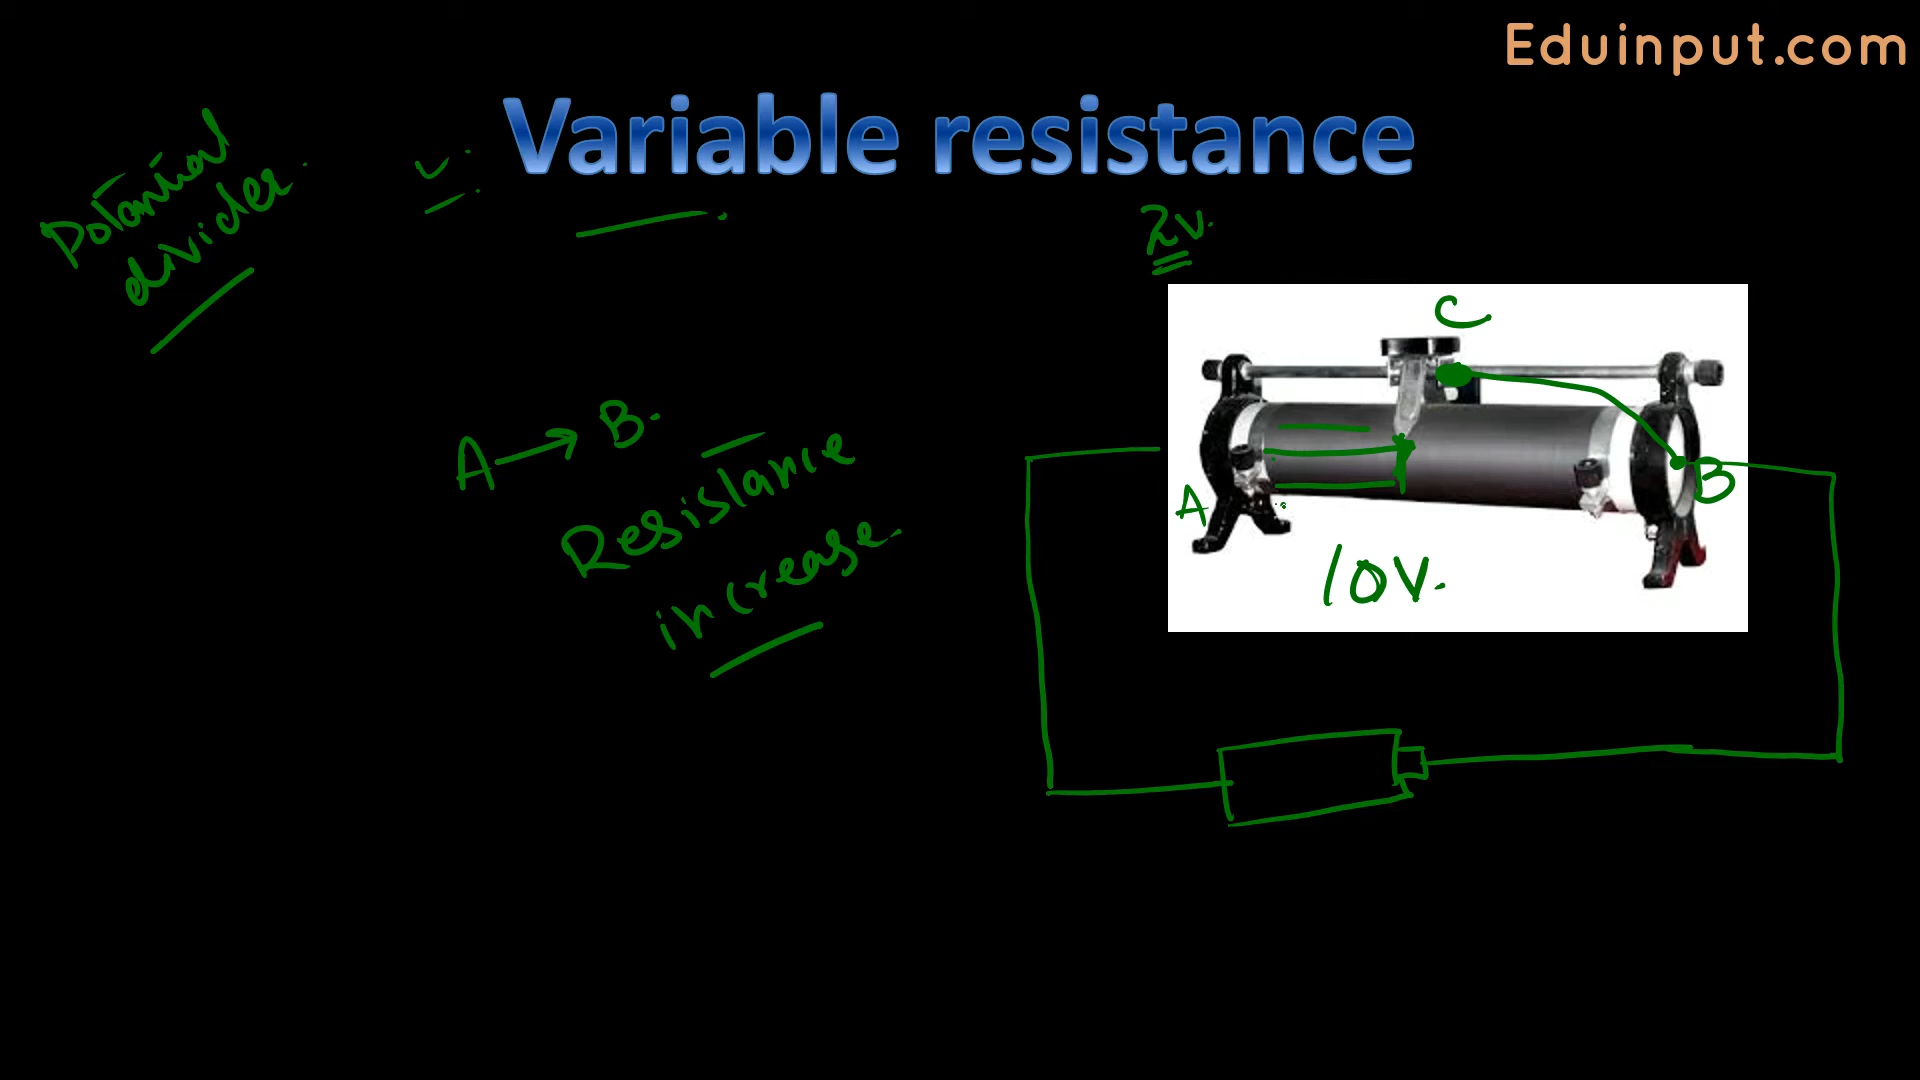 Eduinput.com
Variable resistance
Potential
divider.
2V.
C
A → B.
Resistance
increase.
A
B
10V.